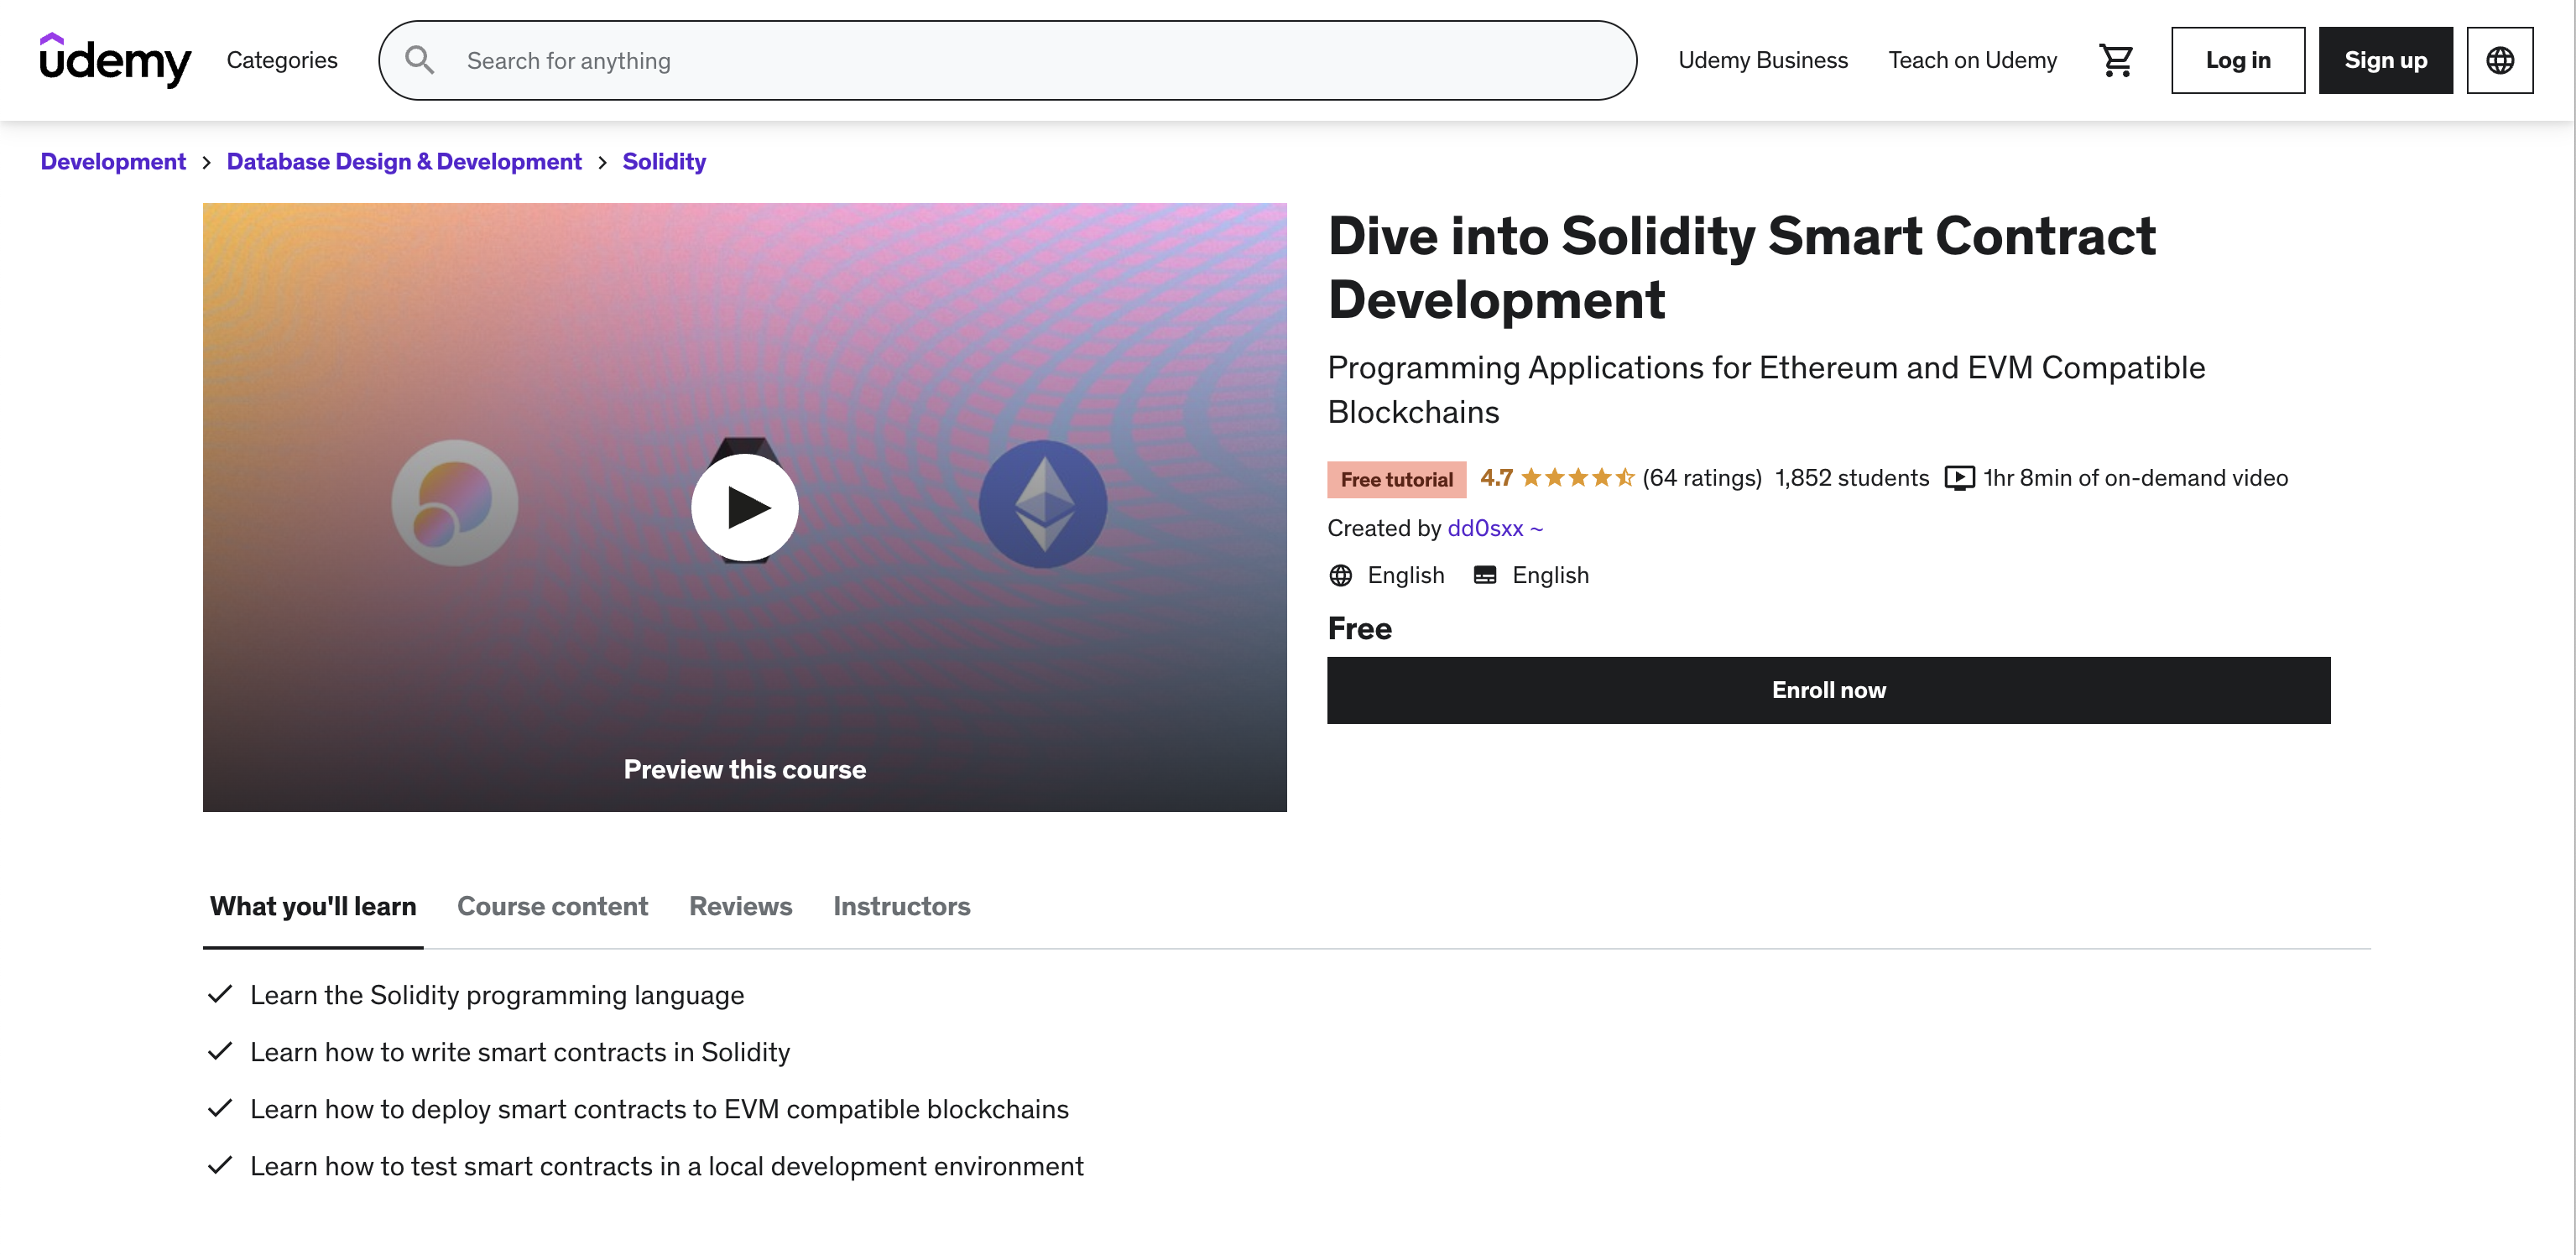 udemy
Categories
Search for anything
Udemy Business
Teach on Udemy
Log in
Sign up
Development > Database Design & Development > Solidity
Preview this course
Dive into Solidity Smart Contract
Development
Programming Applications for Ethereum and EVM Compatible
Blockchains
Free tutorial 4.7 (64 ratings) 1,852 students 1hr 8min of on-demand video
Created by dd0sxx ~
English English
Free
Enroll now
What you'll learn Course content Reviews Instructors
Learn the Solidity programming language
Learn how to write smart contracts in Solidity
Learn how to deploy smart contracts to EVM compatible blockchains
Learn how to test smart contracts in a local development environment